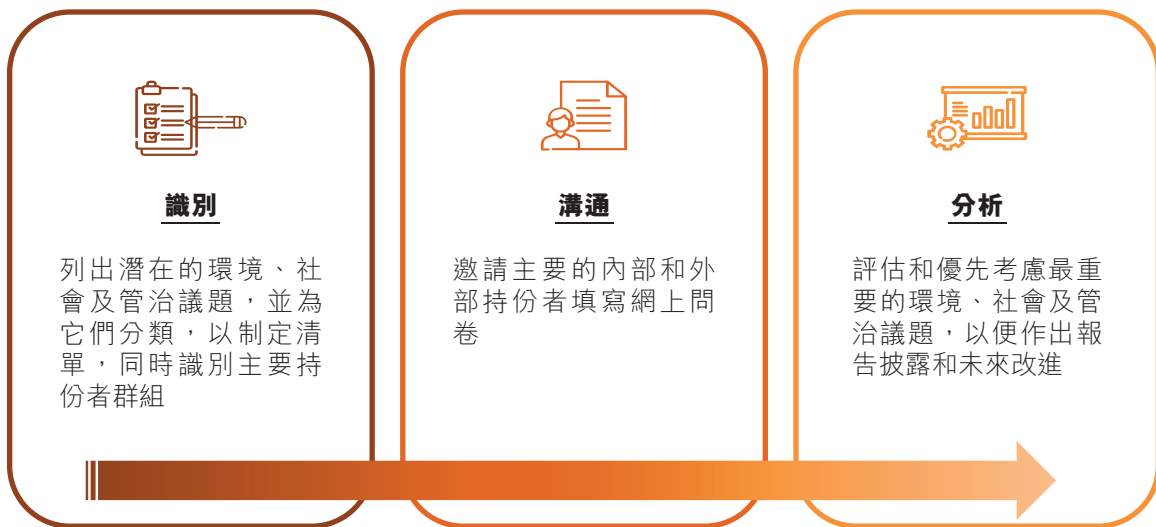 識別
列出潛在的環境、社
會及管治議題，並為
它們分類，以制定清
單，同時識別主要持
份者群組
溝通
邀請主要的內部和外
部持份者填寫網上問
卷
分析
評估和優先考慮最重
要的環境、社會及管
治議題，以便作出報
告披露和未來改進